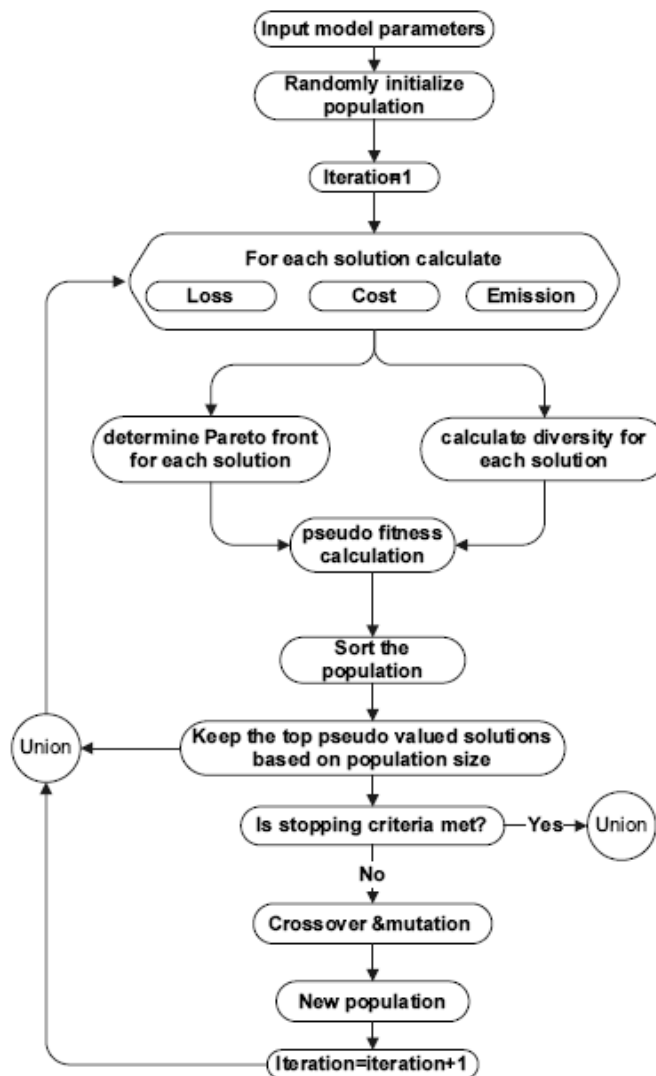 Input model parameters
Randomly initialize
population
Iteration=1
For each solution calculate
Loss
Cost
Emission
determine Pareto front
for each solution
calculate diversity for
each solution
pseudo fitness
calculation
Sort the
population
Keep the top pseudo valued solutions
based on population size
Union
Is stopping criteria met?
Yes
Union
No
Crossover &mutation
New population
Iteration=iteration+1